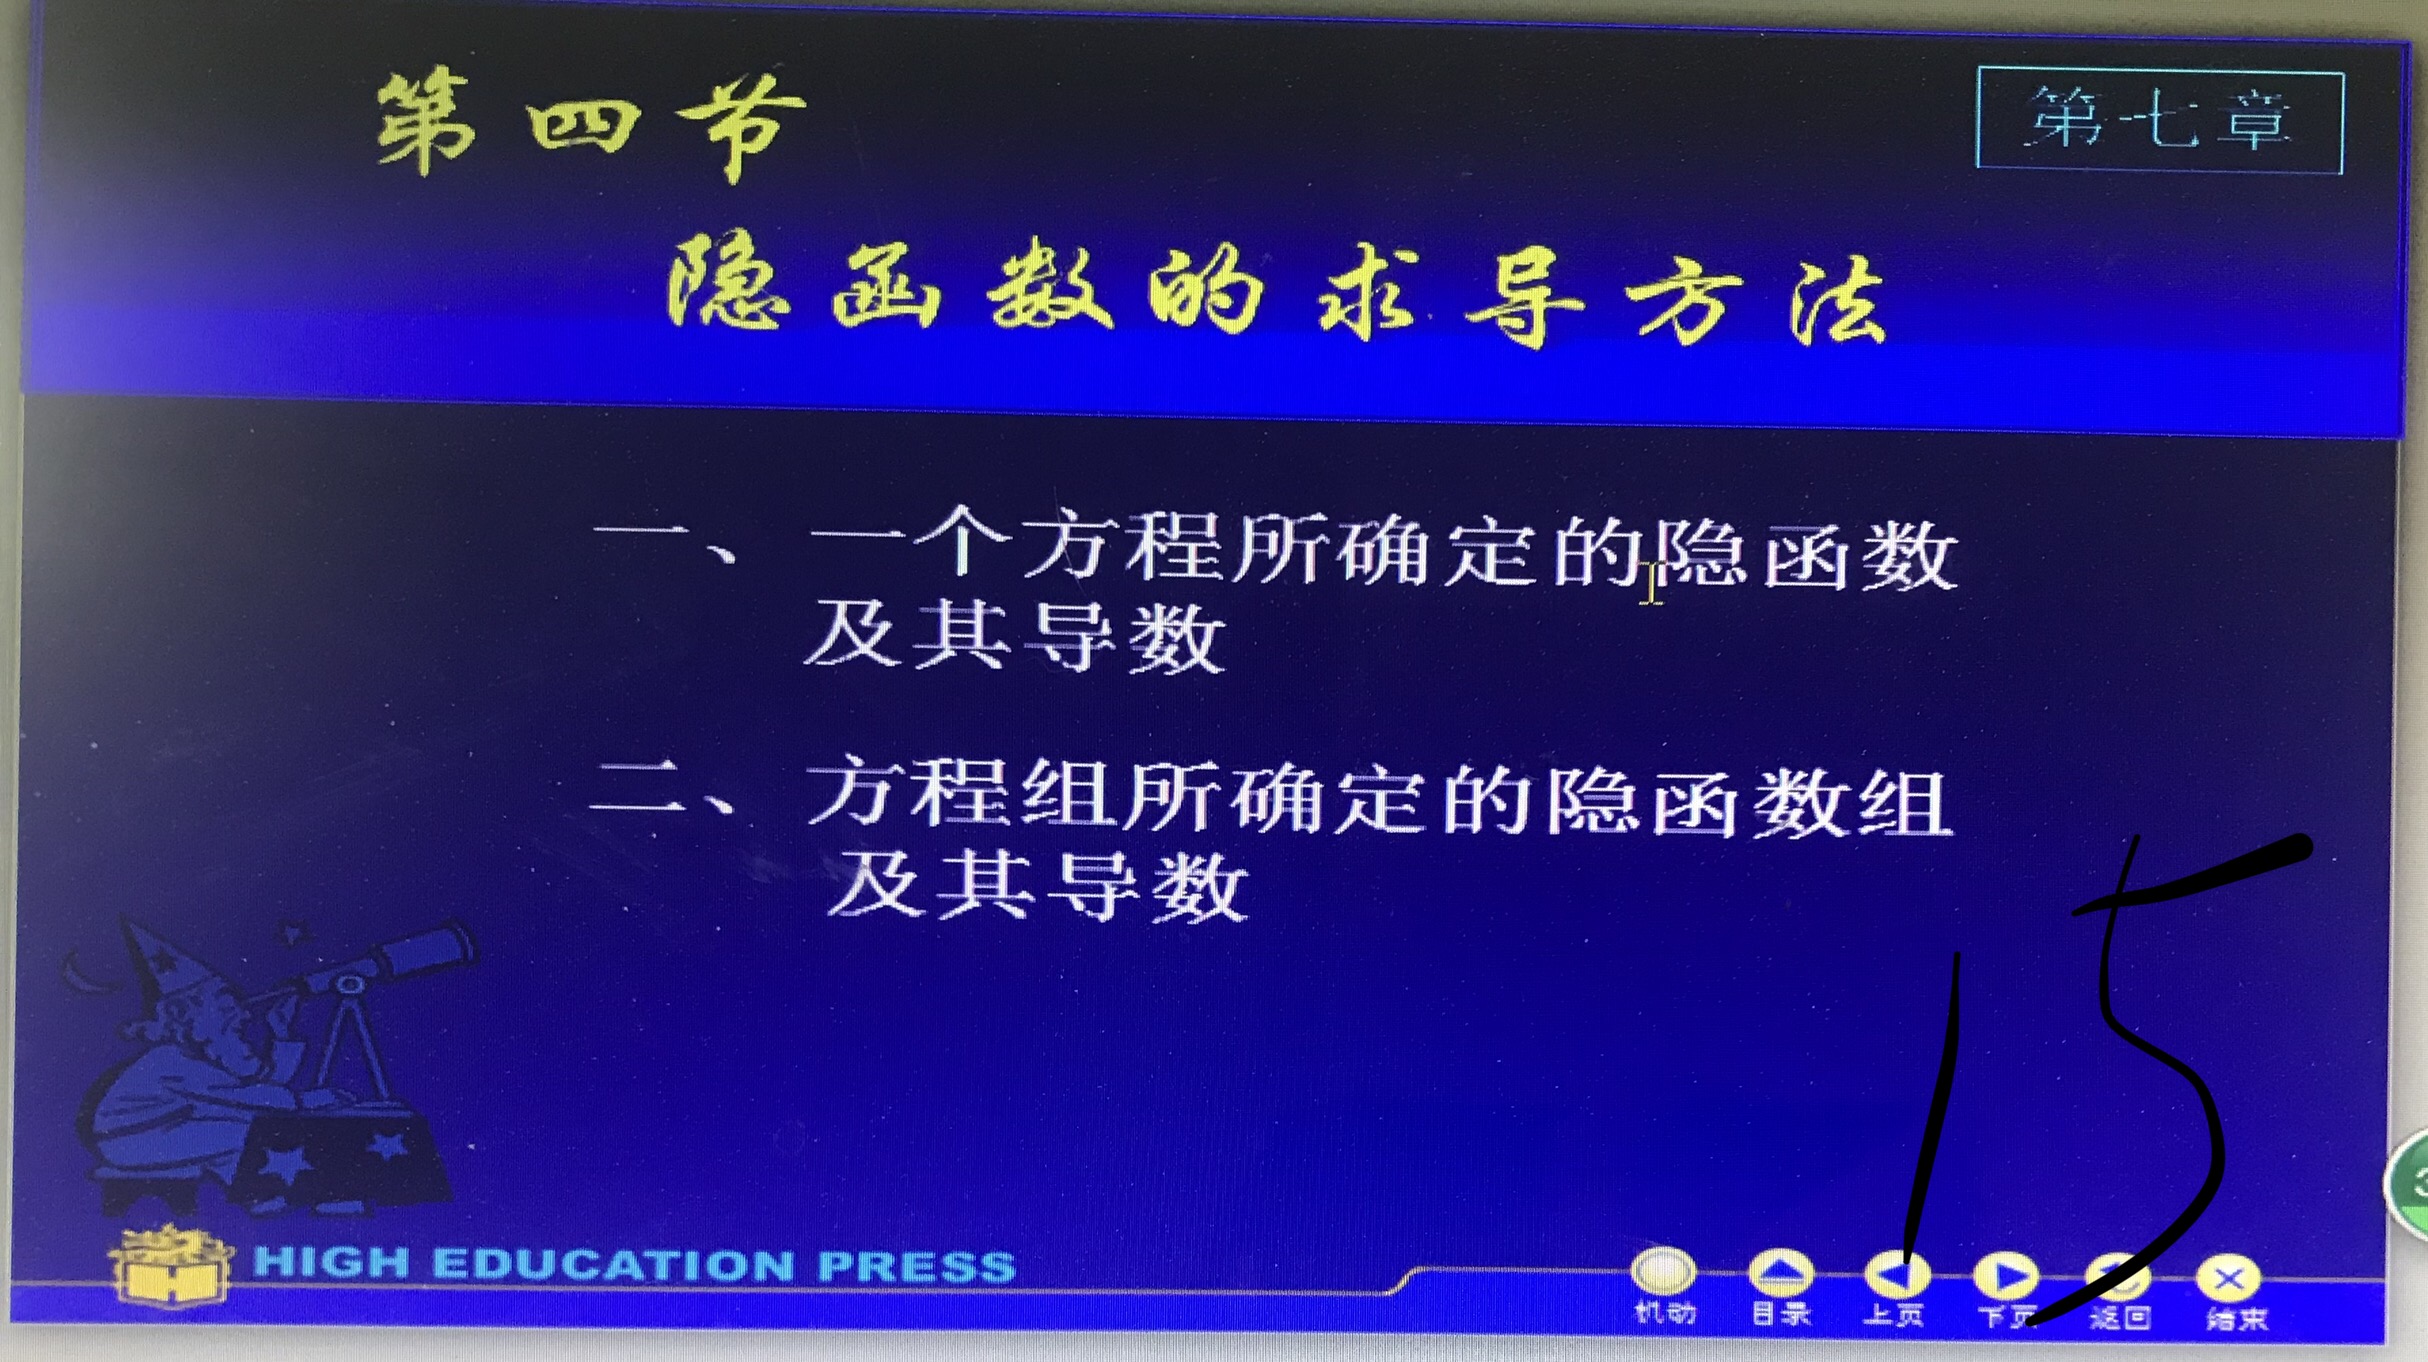 第四节
第七章
隐函数的求导方法
一、一个方程所确定的隐函数
及其导数
二、方程组所确定的隐函数组
及其导数
15
HIGH EDUCATION PRESS
机动 目录 上页 下页 返回 结束